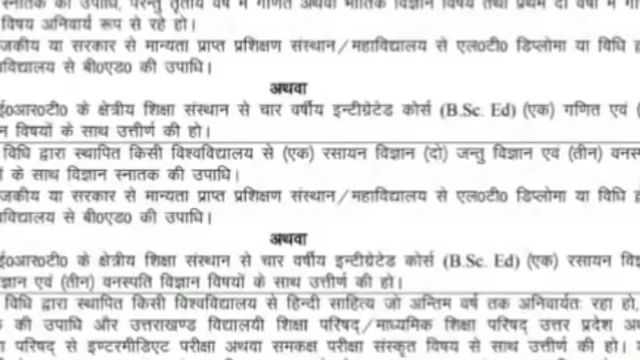 स्नातक की उपाधि, परन्तु तृतीय वर्ष में गणित अथवा भौतिक विज्ञान विषय तथा प्रथम दो वर्षों में
विषय अनिवार्य रूप से रहे हो।
जकीय या सरकार से मान्यता प्राप्त प्रशिक्षण संस्थान/महाविद्यालय से एल0टी0 डिप्लोमा या विधि
विद्यालय से बी0एड0 की उपाधि।
अथवा
ई0आर0टी0 के क्षेत्रीय शिक्षा संस्थान से चार वर्षीय इन्टीग्रेटेड कोर्स (B.Sc. Ed) (एक) गणित एवं
न विषयों के साथ उत्तीर्ण की हो।
विधि द्वारा स्थापित किसी विश्वविद्यालय से (एक) रसायन विज्ञान (दो) जन्तु विज्ञान एवं (तीन) वनस्प
के साथ विज्ञान स्नातक की उपाधि।
जकीय या सरकार से मान्यता प्राप्त प्रशिक्षण संस्थान/महाविद्यालय से एल0टी0 डिप्लोमा या विधि
विद्यालय से बी0एड0 की उपाधि।
अथवा
ई0आर0टी0 के क्षेत्रीय शिक्षा संस्थान से चार वर्षीय इन्टीग्रेटेड कोर्स (B.Sc. Ed) (एक) रसायन
ज्ञान एवं (तीन) वनस्पति विज्ञान विषयों के साथ उत्तीर्ण की हो।
विधि द्वारा स्थापित किसी विश्वविद्यालय से हिन्दी साहित्य जो अन्तिम वर्ष तक अनिवार्यतः रहा हो,
की उपाधि और उत्तराखण्ड विद्यालयी शिक्षा परिषद/माध्यमिक शिक्षा परिषद उत्तर प्रदेश
परिषद से इण्टरमीडिएट परीक्षा अथवा समकक्ष परीक्षा संस्कृत विषय से साथ उत्तीर्ण की हो।